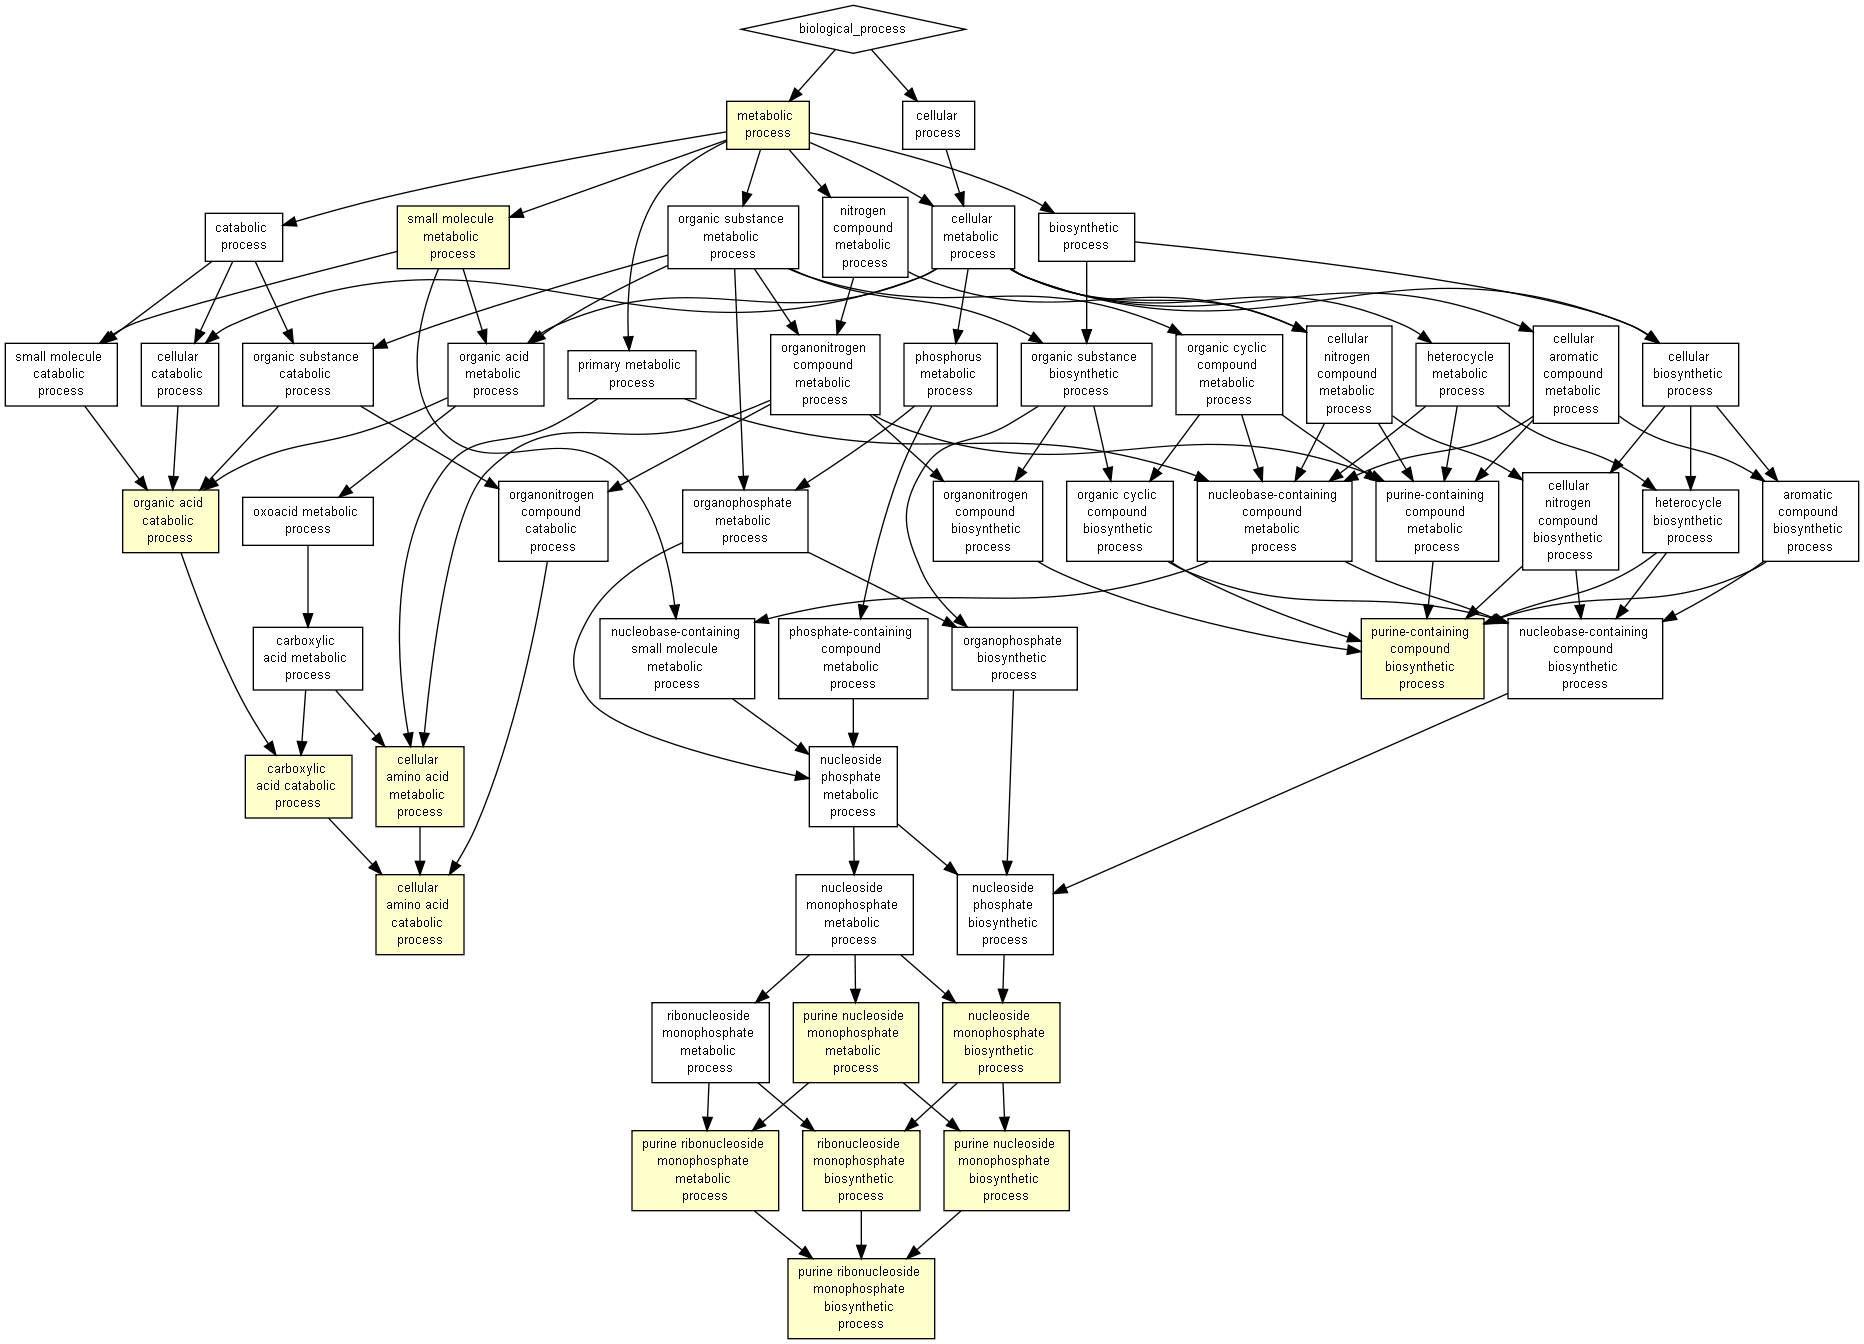 biological_process
metabolic
process
cellular
process
catabolic
process
small molecule
metabolic
process
organic substance
metabolic
process
nitrogen
compound
metabolic
process
cellular
metabolic
process
biosynthetic
process
small molecule
catabolic
process
cellular
catabolic
process
organic substance
catabolic
process
organic acid
metabolic
process
primary metabolic
process
organonitrogen
compound
metabolic
process
phosphorus
metabolic
process
organic substance
biosynthetic
process
organic cyclic
compound
metabolic
process
cellular
nitrogen
compound
metabolic
process
heterocycle
metabolic
process
cellular
aromatic
compound
metabolic
process
cellular
biosynthetic
process
organic acid
catabolic
process
oxoacid metabolic
process
organonitrogen
compound
catabolic
process
organophosphate
metabolic
process
organonitrogen
compound
biosynthetic
process
organic cyclic
compound
biosynthetic
process
nucleobase-containing
compound
metabolic
process
purine-containing
compound
metabolic
process
cellular
nitrogen
compound
biosynthetic
process
heterocycle
biosynthetic
process
aromatic
compound
biosynthetic
process
carboxylic
acid metabolic
process
nucleobase-containing
small molecule
metabolic
process
phosphate-containing
compound
metabolic
process
organophosphate
biosynthetic
process
purine-containing
compound
biosynthetic
process
nucleobase-containing
compound
biosynthetic
process
carboxylic
acid catabolic
process
cellular
amino acid
metabolic
process
nucleoside
phosphate
metabolic
process
cellular
amino acid
catabolic
process
nucleoside
monophosphate
metabolic
process
nucleoside
phosphate
biosynthetic
process
ribonucleoside
monophosphate
metabolic
process
purine nucleoside
monophosphate
metabolic
process
nucleoside
monophosphate
biosynthetic
process
purine ribonucleoside
monophosphate
metabolic
process
ribonucleoside
monophosphate
biosynthetic
process
purine nucleoside
monophosphate
biosynthetic
process
purine ribonucleoside
monophosphate
biosynthetic
process